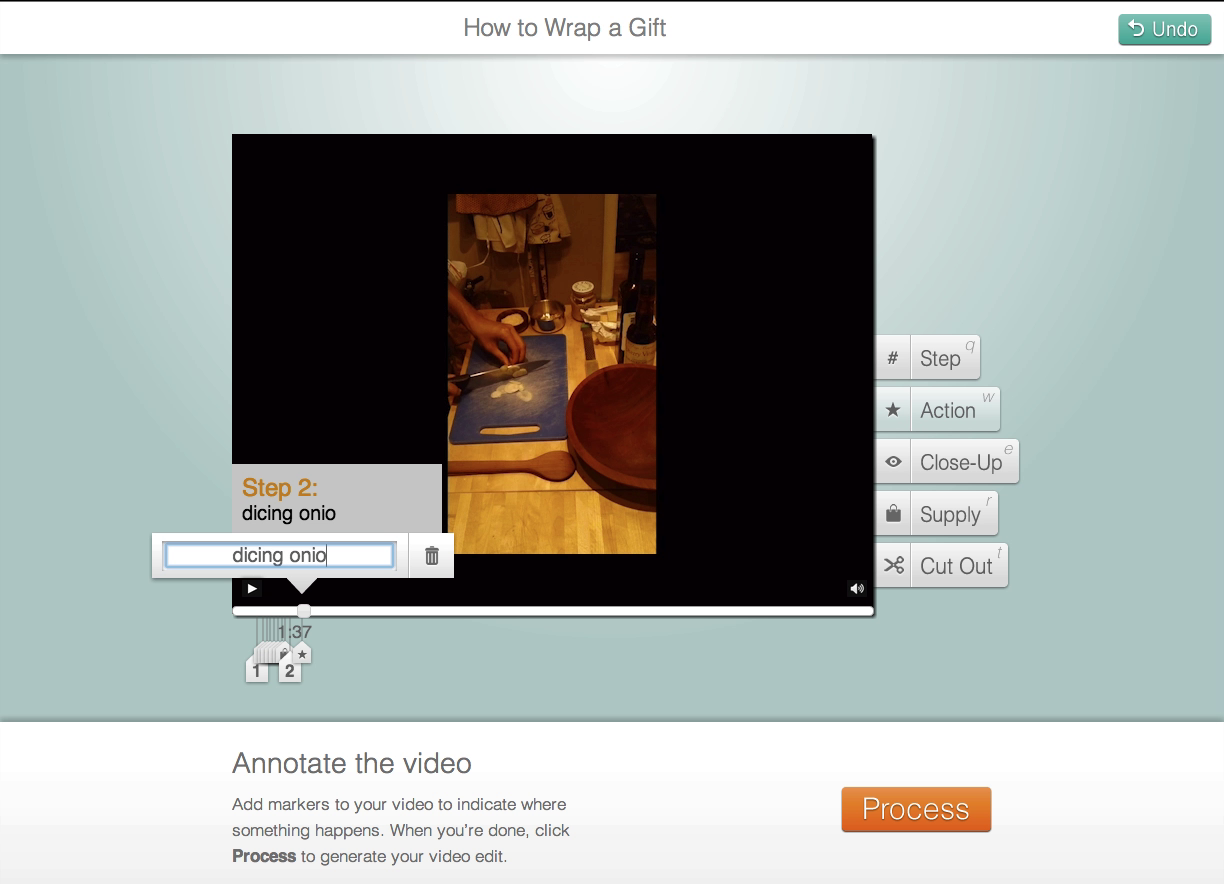 How to Wrap a Gift
Undo
# Step q
Action w
Close-Up e
Supply r
Cut Out t
Step 2:
dicing onio
dicing onio
1:37
1 2
Annotate the video
Add markers to your video to indicate where
something happens. When you're done, click
Process to generate your video edit.
Process